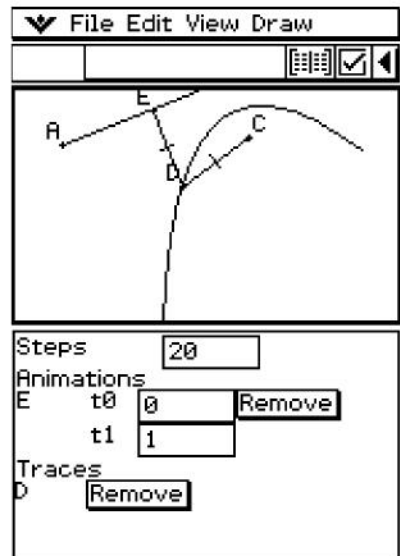 File Edit View Draw
E
A
C
D
Steps 20
Animations
E t0 0 Remove
t1 1
Traces
D Remove